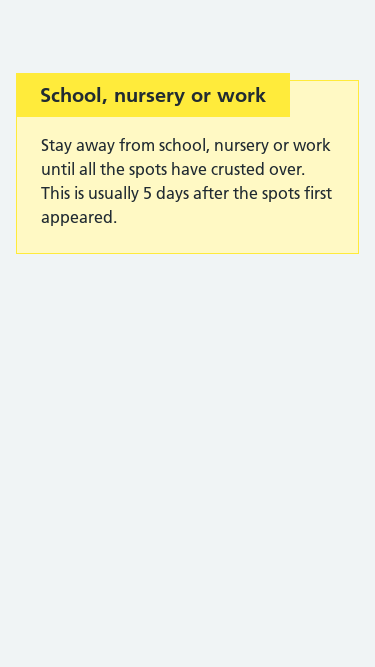 School, nursery or work
Stay away from school, nursery or work
until all the spots have crusted over.
This is usually 5 days after the spots first
appeared.